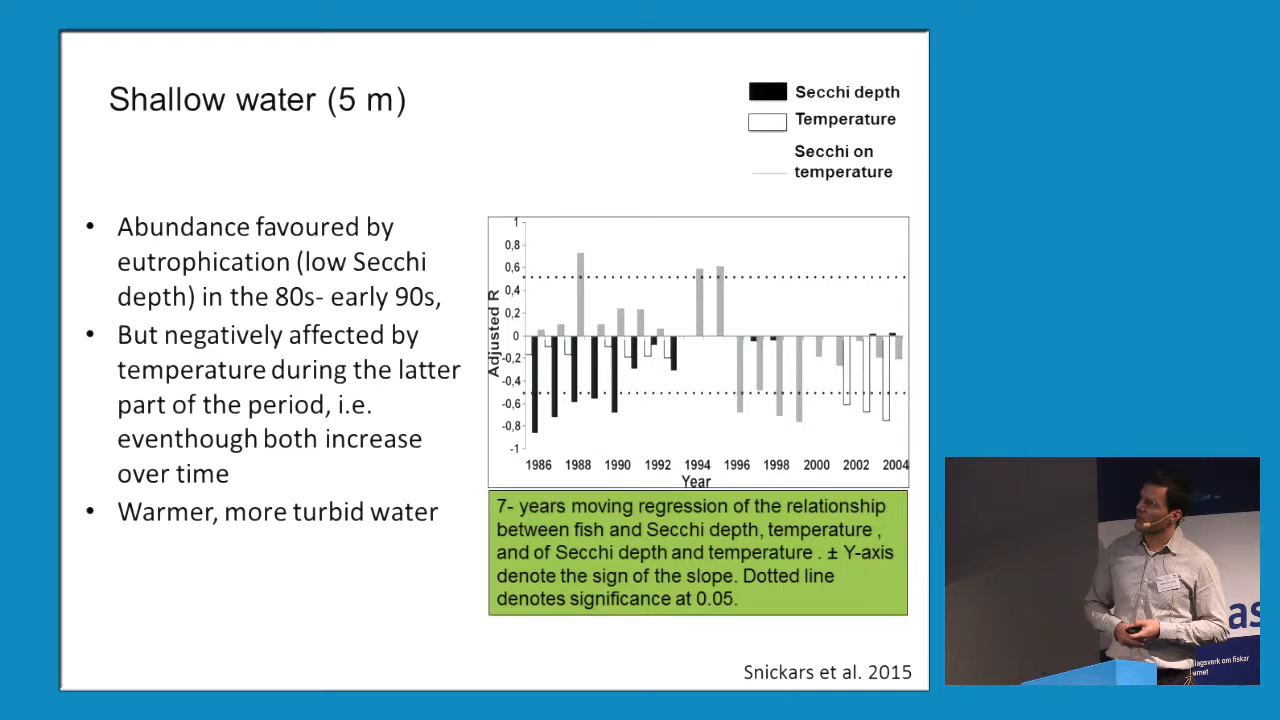 Shallow water (5 m)
Secchi depth
Temperature
Secchi on
temperature
• Abundance favoured by
eutrophication (low Secchi
depth) in the 80s- early 90s,
• But negatively affected by
temperature during the latter
part of the period, i.e.
eventhough both increase
over time
• Warmer, more turbid water
Adjusted R
1
0,8
0,6
0,4
0,2
0
-0,2
-0,4
-0,6
-0,8
-1
1986 1988 1990 1992 1994 1996 1998 2000 2002 2004
Year
7- years moving regression of the relationship
between fish and Secchi depth, temperature ,
and of Secchi depth and temperature . ± Y-axis
denote the sign of the slope. Dotted line
denotes significance at 0.05.
Snickars et al. 2015
as
lagsverk om fiskar
ernet